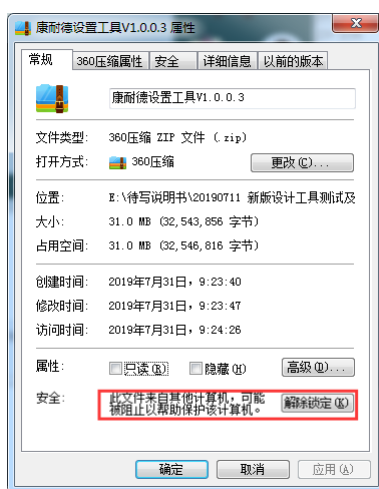 康耐德设置工具V1.0.0.3 属性
常规 360压缩属性 安全 详细信息 以前的版本
康耐德设置工具V1.0.0.3
文件类型: 360压缩 ZIP 文件 (.zip)
打开方式: 360压缩 更改(C)...
位置: E:\待写说明书\20190711 新版设计工具测试及
大小: 31.0 MB (32,543,856 字节)
占用空间: 31.0 MB (32,546,816 字节)
创建时间: 2019年7月31日，9:23:40
修改时间: 2019年7月31日，9:23:47
访问时间: 2019年7月31日，9:24:26
属性: 只读(R) 隐藏(H) 高级(D)...
安全: 此文件来自其他计算机，可能
被阻止以帮助保护该计算机。 解除锁定(K)
确定 取消 应用(A)